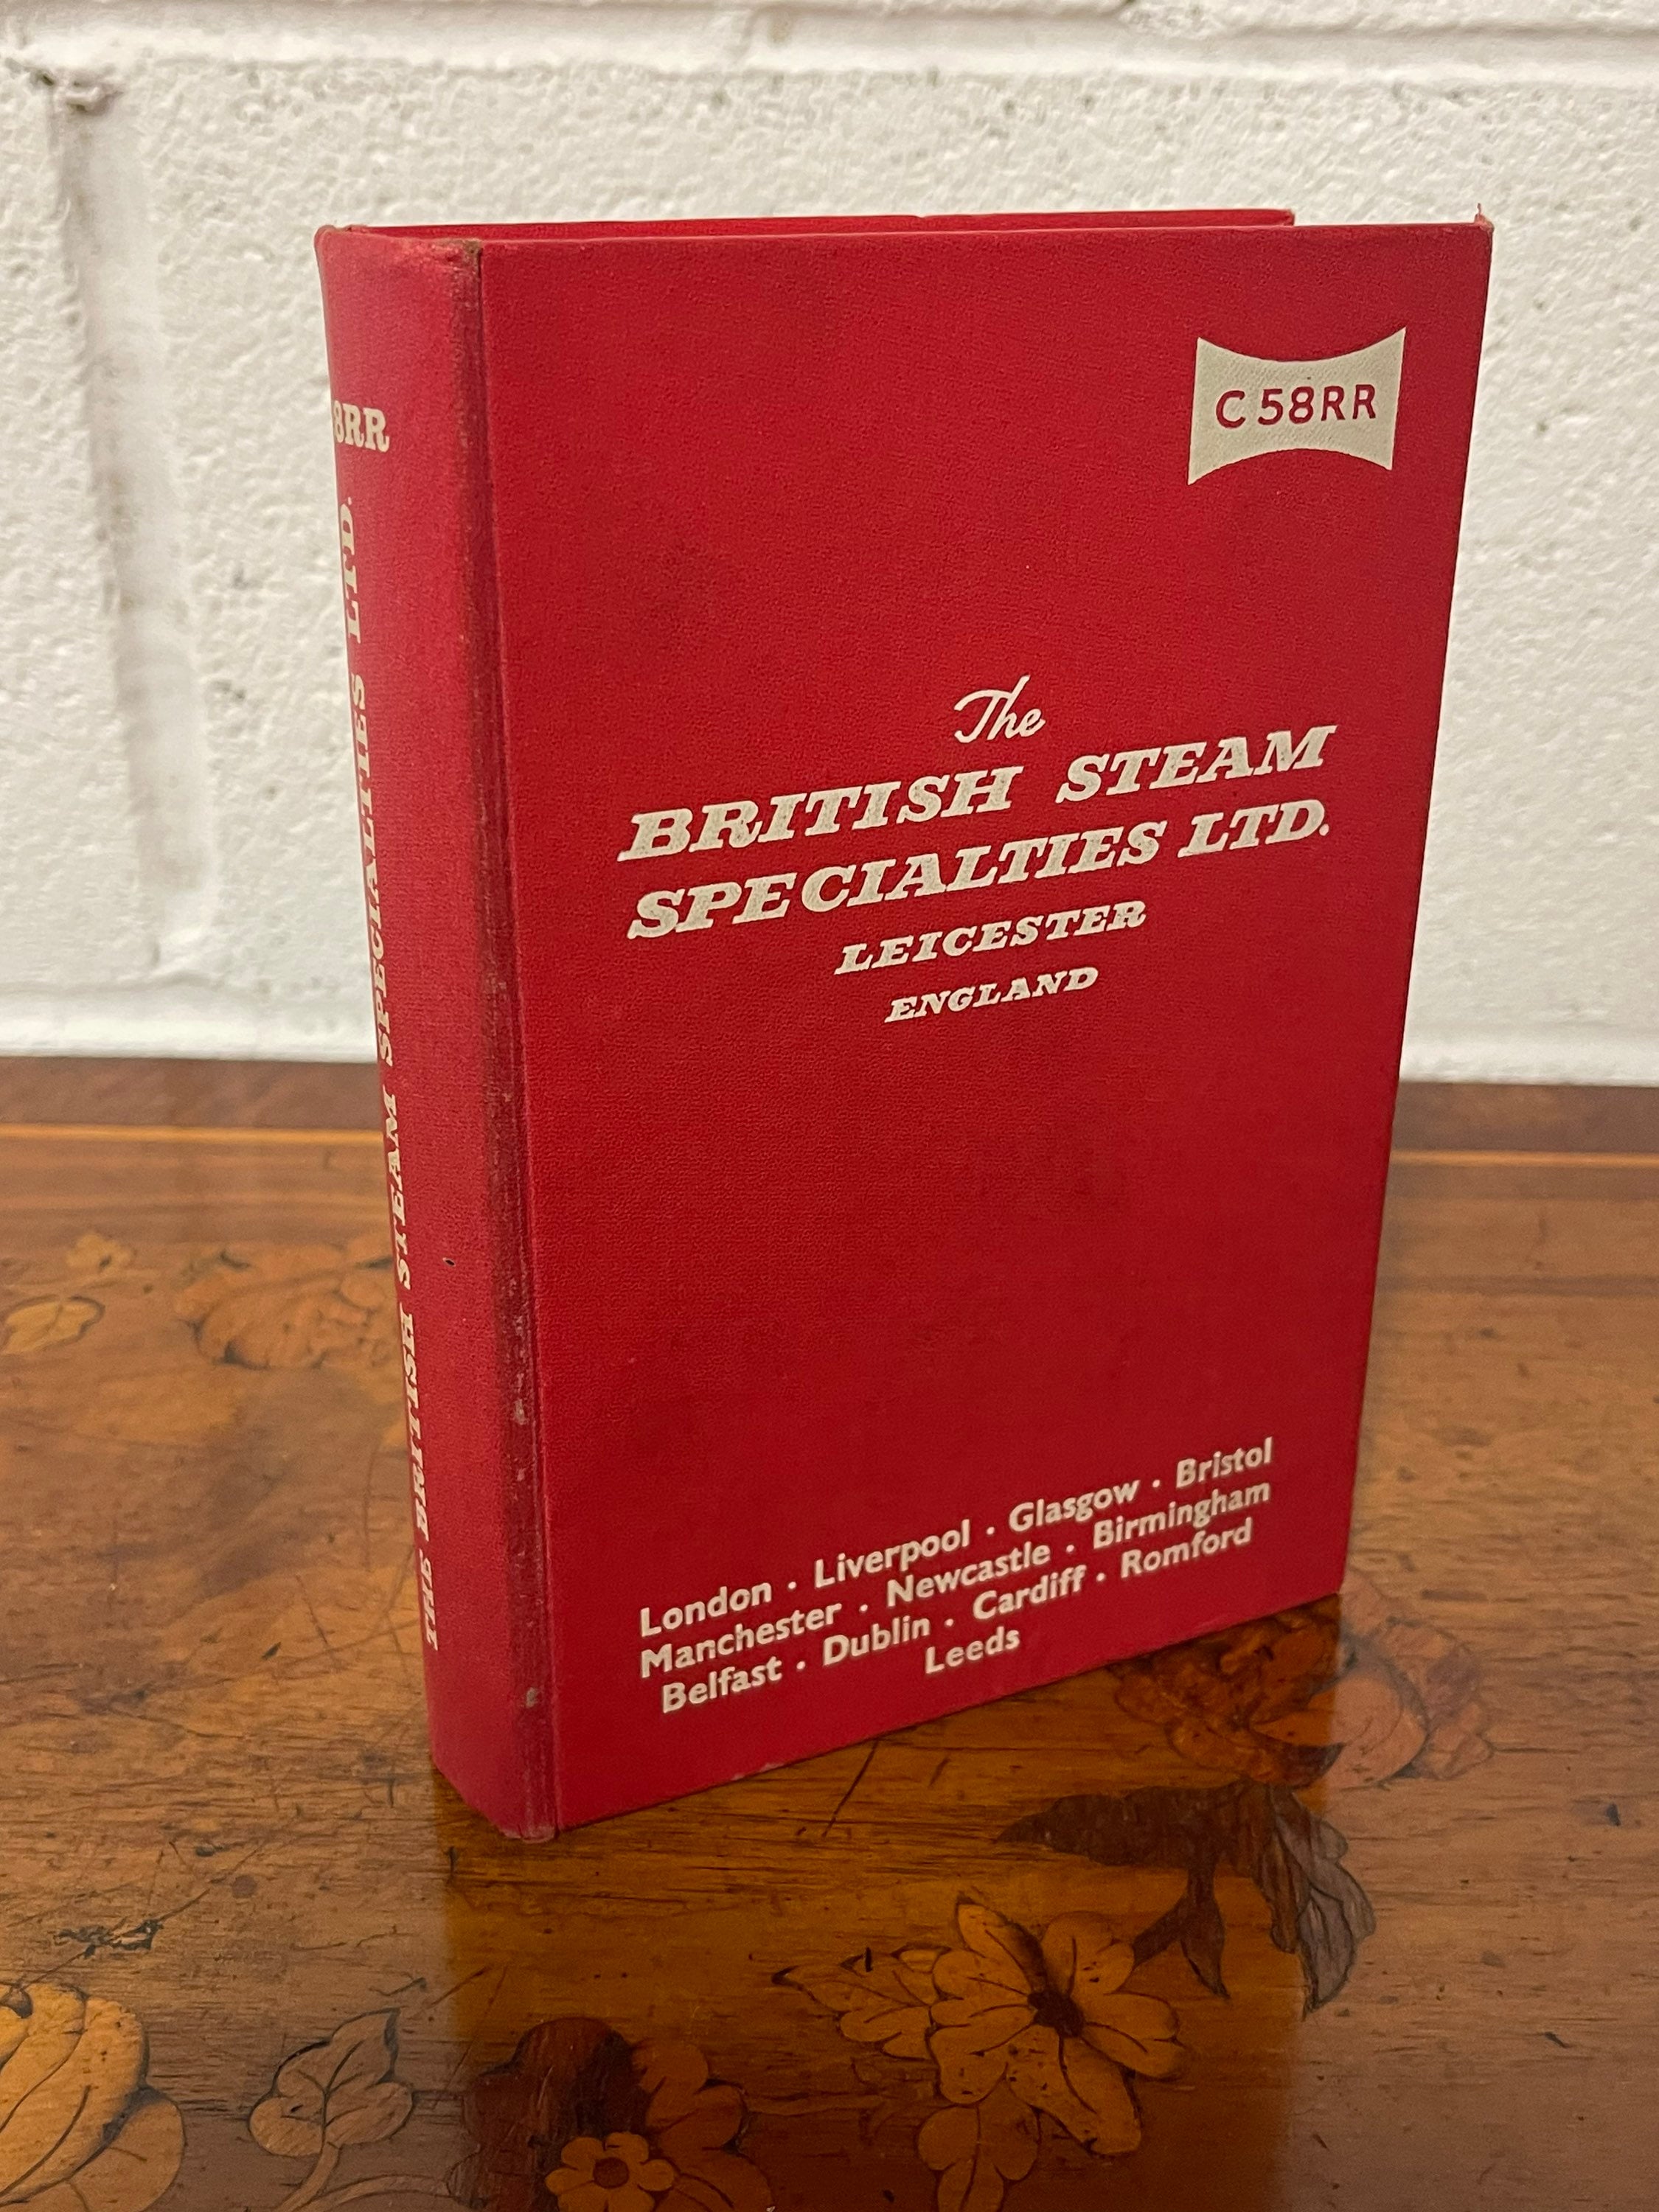 8RR
THE BRITISH STEAM SPECIALTIES LTD.
C58RR
The
BRITISH STEAM
SPECIALTIES LTD.
LEICESTER
ENGLAND
London · Liverpool · Glasgow · Bristol
Manchester · Newcastle · Birmingham
Belfast · Dublin · Cardiff · Romford
Leeds